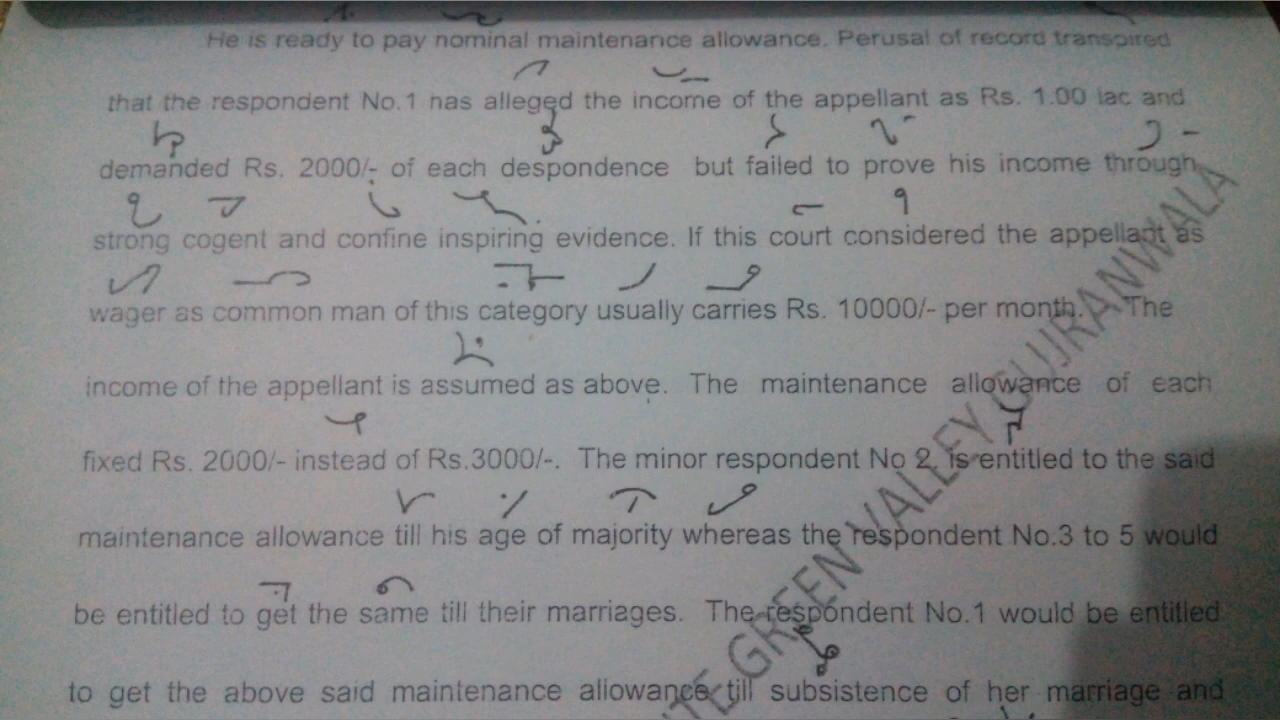 He is ready to pay nominal maintenance allowance. Perusal of record transpired
that the respondent No.1 has alleged the income of the appellant as Rs. 1.00 lac and
demanded Rs. 2000/- of each despondence but failed to prove his income through
strong cogent and confine inspiring evidence. If this court considered the appellant as
wager as common man of this category usually carries Rs. 10000/- per month. The
income of the appellant is assumed as above. The maintenance allowance of each
fixed Rs. 2000/- instead of Rs.3000/-. The minor respondent No 2 is entitled to the said
maintenance allowance till his age of majority whereas the respondent No.3 to 5 would
be entitled to get the same till their marriages. The respondent No.1 would be entitled
to get the above said maintenance allowance till subsistence of her marriage and
GREEN VALLEY GUJRANWALA